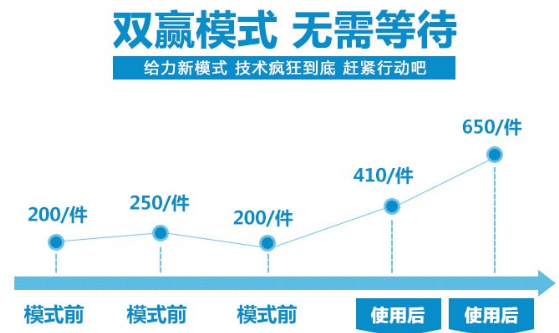 双赢模式 无需等待
给力新模式 技术疯狂到底 赶紧行动吧
650/件
410/件
250/件
200/件
200/件
模式前 模式前 模式前 使用后 使用后